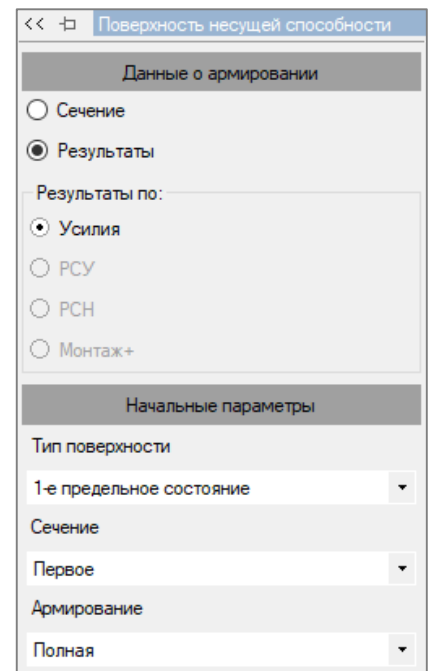 << Поверхность несущей способности
Данные о армировании
Сечение
Результаты
Результаты по:
Усилия
РСУ
РСН
Монтаж+
Начальные параметры
Тип поверхности
1-е предельное состояние
Сечение
Первое
Армирование
Полная